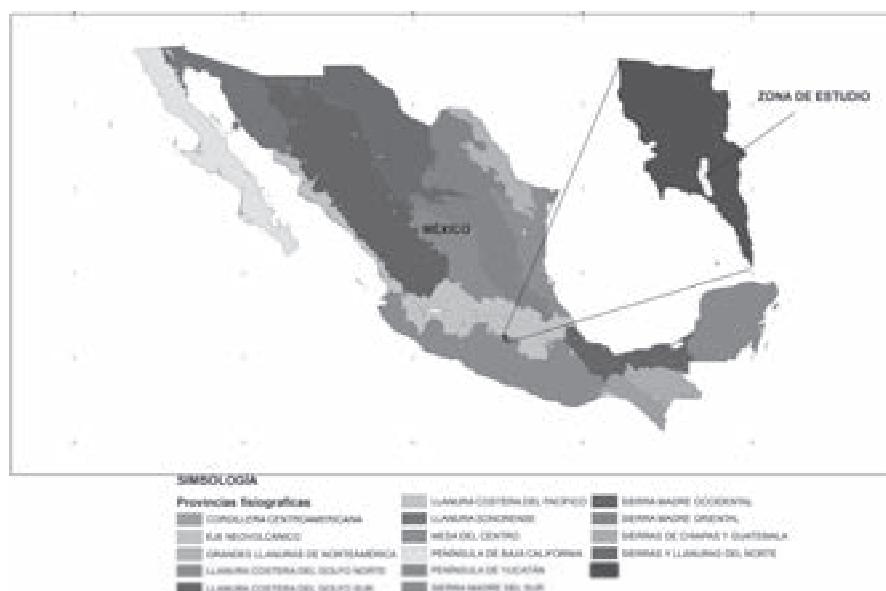 ZONA DE ESTUDIO
MÉXICO
SIMBOLOGÍA
Provincias fisiograficas
CORDILLERA CENTROAMERICANA
EJE NEOVOLCÁNICO
GRANDES LLANURAS DE NORTEAMÉRICA
LLANURA COSTERA DEL GOLFO NORTE
LLANURA COSTERA DEL GOLFO SUR
LLANURA COSTERA DEL PACÍFICO
LLANURA SONORENSE
MESA DEL CENTRO
PENÍNSULA DE BAJA CALIFORNIA
PENÍNSULA DE YUCATÁN
SIERRA MADRE DEL SUR
SIERRA MADRE OCCIDENTAL
SIERRA MADRE ORIENTAL
SIERRAS DE CHIAPAS Y GUATEMALA
SIERRAS Y LLANURAS DEL NORTE